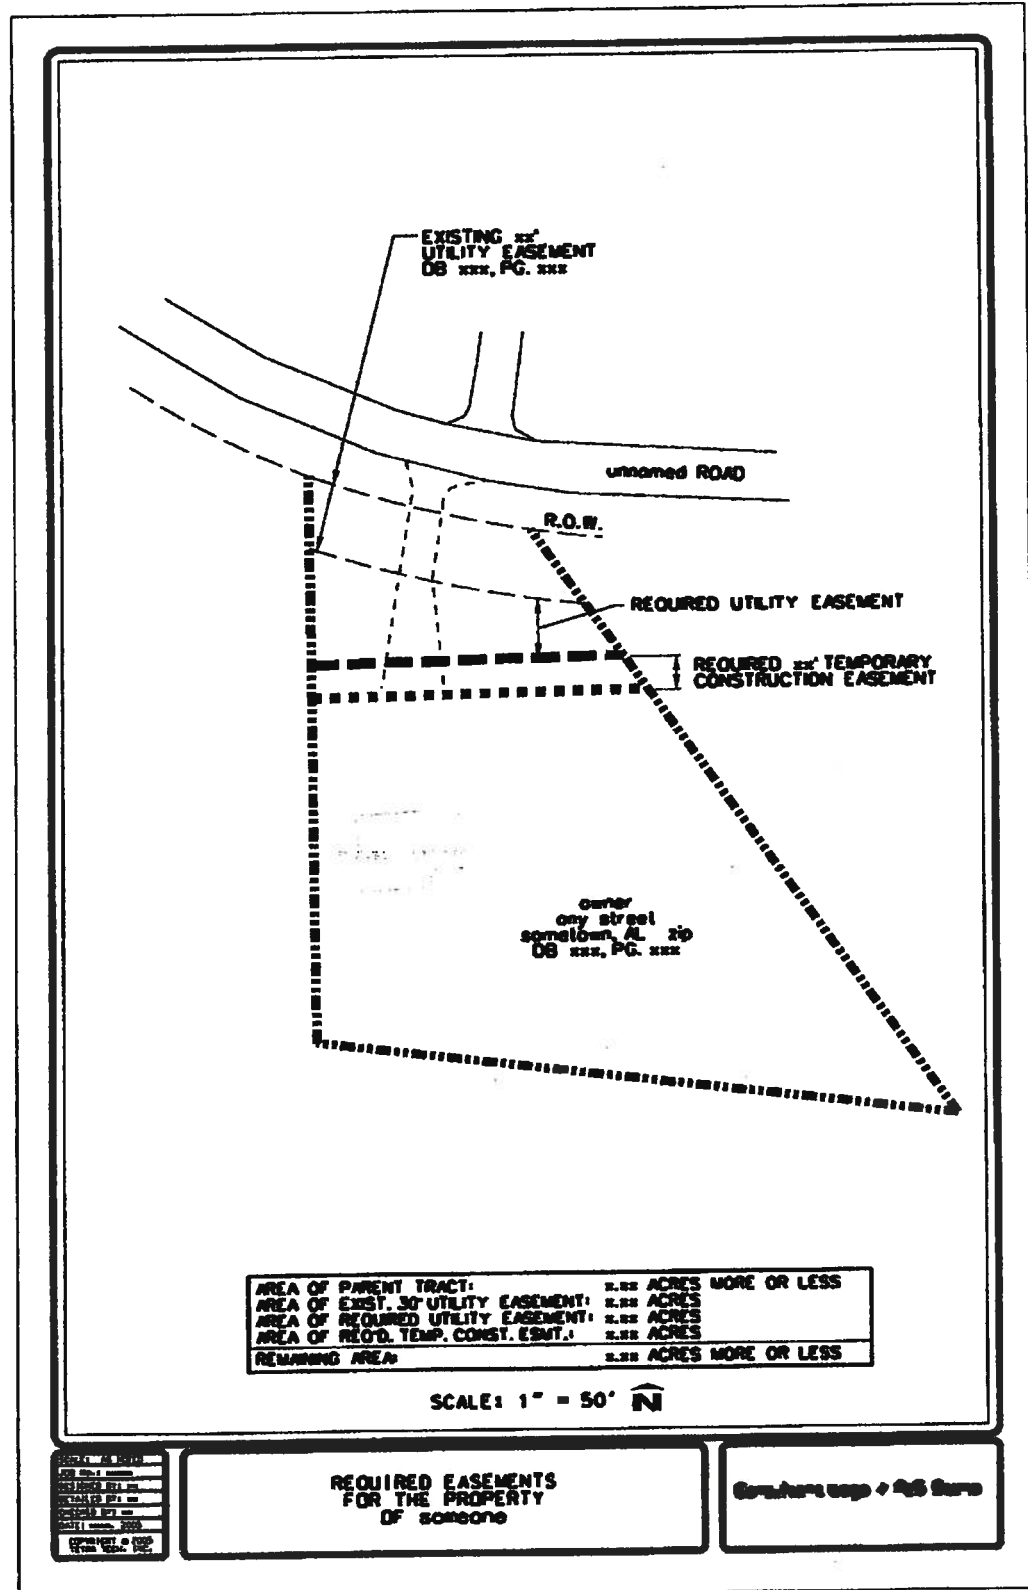 EXISTING xx'
UTILITY EASEMENT
DB xxx, PG. xxx
unnamed ROAD
R.O.W.
REQUIRED UTILITY EASEMENT
REQUIRED xx' TEMPORARY
CONSTRUCTION EASEMENT
owner
any street
sometown, AL zip
DB xxx, PG. xxx
AREA OF PARENT TRACT: x.xx ACRES MORE OR LESS
AREA OF EXIST. 30' UTILITY EASEMENT: x.xx ACRES
AREA OF REQUIRED UTILITY EASEMENT: x.xx ACRES
AREA OF REQ'D. TEMP. CONST. ESMT.: x.xx ACRES
REMAINING AREA: x.xx ACRES MORE OR LESS
SCALE: 1" = 50' N
REQUIRED EASEMENTS
FOR THE PROPERTY
OF someone
DATE: 2005
COPYRIGHT © 2005